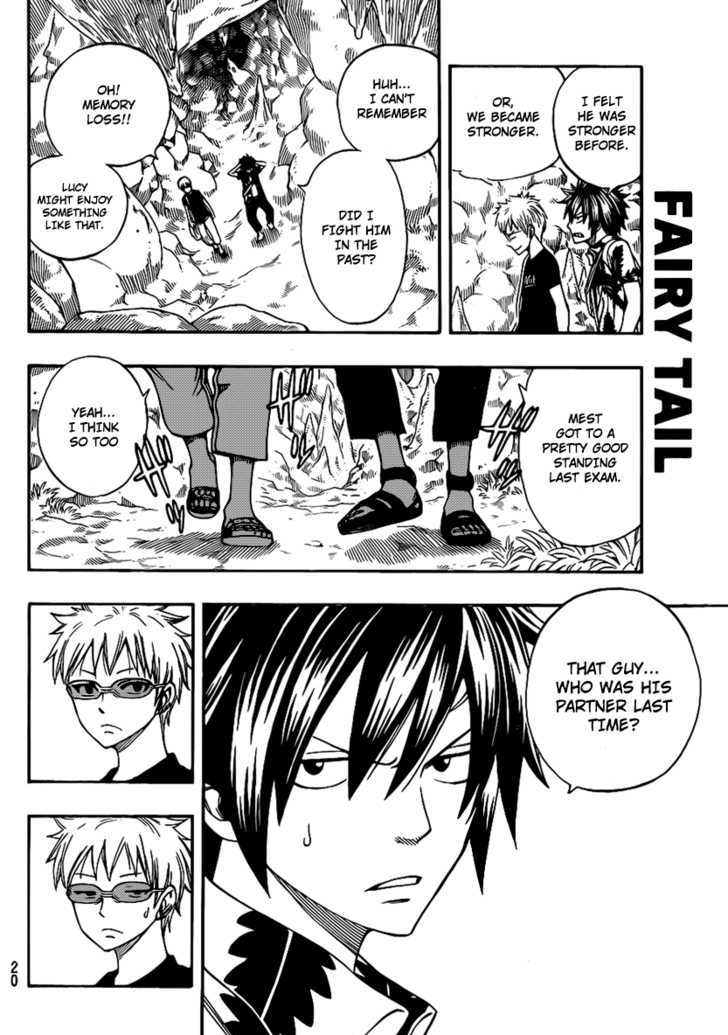 FAIRY TAIL
I FELT
HE WAS
STRONGER
BEFORE.
OR,
WE BECAME
STRONGER.
HUH...
I CAN'T
REMEMBER
DID I
FIGHT HIM
IN THE
PAST?
OH!
MEMORY
LOSS!!
LUCY
MIGHT ENJOY
SOMETHING
LIKE THAT.
MEST
GOT TO A
PRETTY GOOD
STANDING
LAST EXAM.
YEAH...
I THINK
SO TOO
THAT GUY...
WHO WAS HIS
PARTNER LAST
TIME?
20